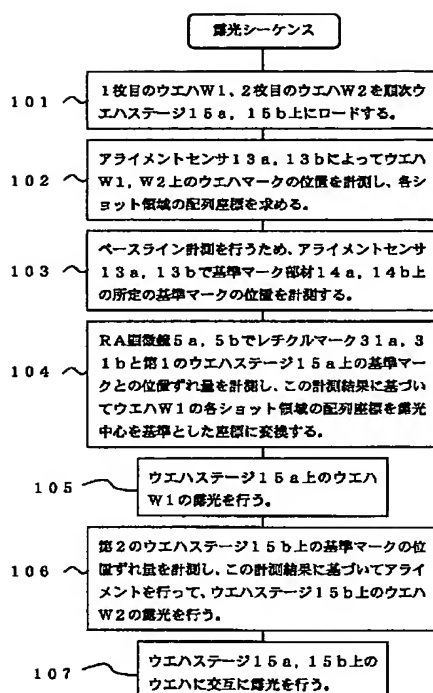 露光シーケンス
101
1枚目のウエハW1，2枚目のウエハW2を順次ウ
エハステージ15a，15b上にロードする。
102
アライメントセンサ13a，13bによってウエハ
W1，W2上のウエハマークの位置を計測し、各シ
ョット領域の配列座標を求める。
103
ベースライン計測を行うため、アライメントセンサ
13a，13bで基準マーク部材14a，14b上
の所定の基準マークの位置を計測する。
104
RA顕微鏡5a，5bでレチクルマーク31a，3
1bと第1のウエハステージ15a上の基準マー
クとの位置ずれ量を計測し、この計測結果に基づい
てウエハW1の各ショット領域の配列座標を露光
中心を基準とした座標に変換する。
105
ウエハステージ15a上のウエハ
W1の露光を行う。
106
第2のウエハステージ15b上の基準マークの位
置ずれ量を計測し、この計測結果に基づいてアライ
メントを行って、ウエハステージ15b上のウエハ
W2の露光を行う。
107
ウエハステージ15a，15b上の
ウエハに交互に露光を行う。